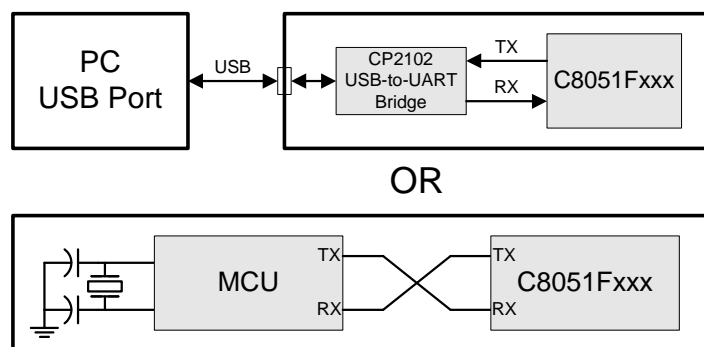 PC
USB Port
USB
CP2102
USB-to-UART
Bridge
TX
RX
C8051Fxxx
OR
MCU
TX
RX
TX
RX
C8051Fxxx